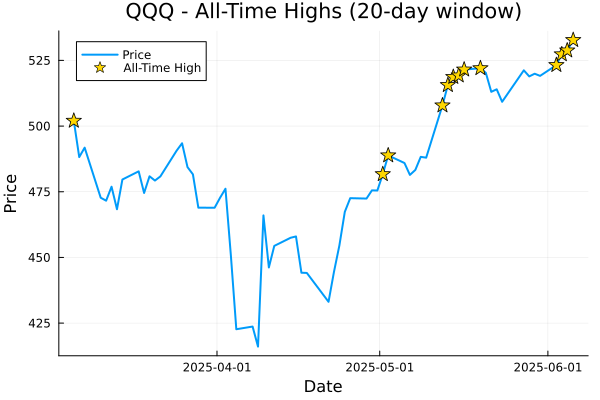 QQQ - All-Time Highs (20-day window)
Price
All-Time High
525
500
475
450
425
Price
2025-04-01
2025-05-01
2025-06-01
Date